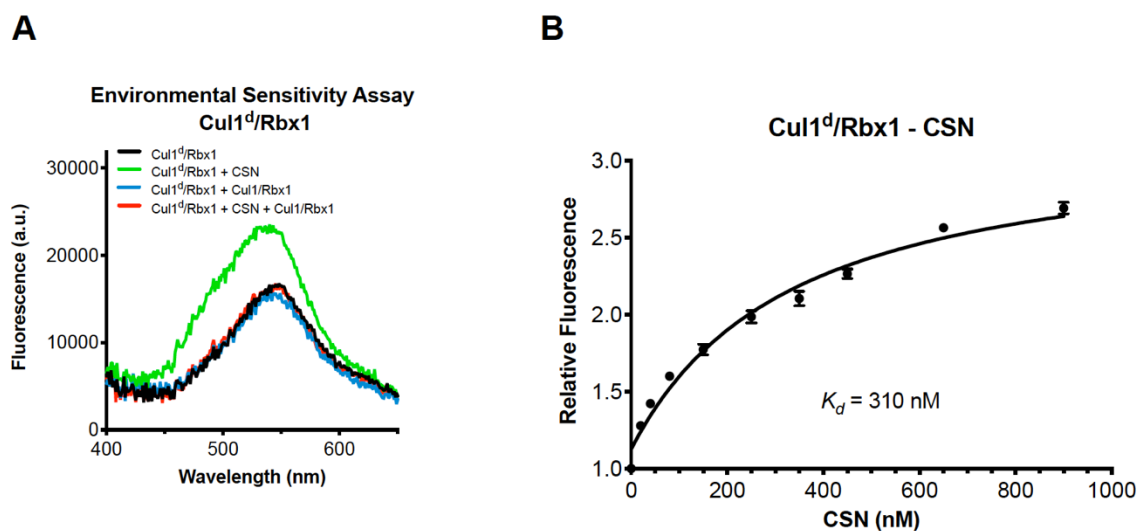 A
B
Environmental Sensitivity Assay
Cul1ᵈ/Rbx1
Cul1ᵈ/Rbx1
Cul1ᵈ/Rbx1 + CSN
Cul1ᵈ/Rbx1 + Cul1/Rbx1
Cul1ᵈ/Rbx1 + CSN + Cul1/Rbx1
Fluorescence (a.u.)
30000
20000
10000
0
400
500
600
Wavelength (nm)
Cul1ᵈ/Rbx1 - CSN
Relative Fluorescence
3.0
2.5
2.0
1.5
1.0
Kd = 310 nM
0
200
400
600
800
1000
CSN (nM)